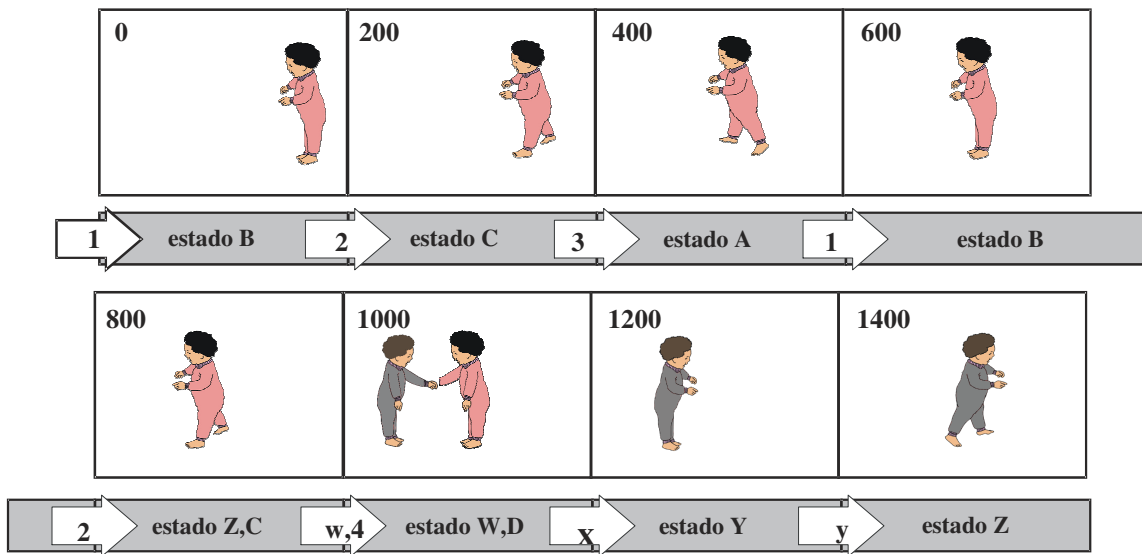 0 200 400 600
1 estado B 2 estado C 3 estado A 1 estado B
800 1000 1200 1400
2 estado Z,C w,4 estado W,D x estado Y y estado Z